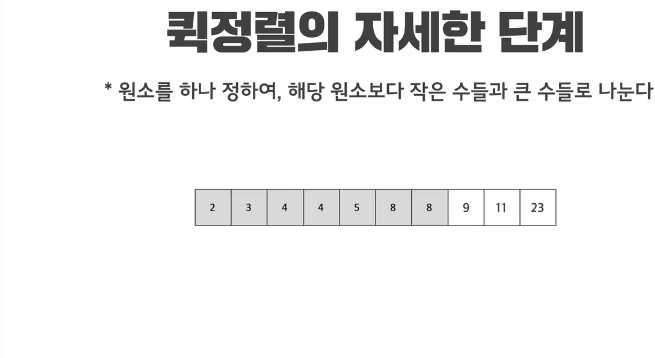 퀵정렬의 자세한 단계
* 원소를 하나 정하여, 해당 원소보다 작은 수들과 큰 수들로 나눈다
2 3 4 4 5 8 8 9 11 23